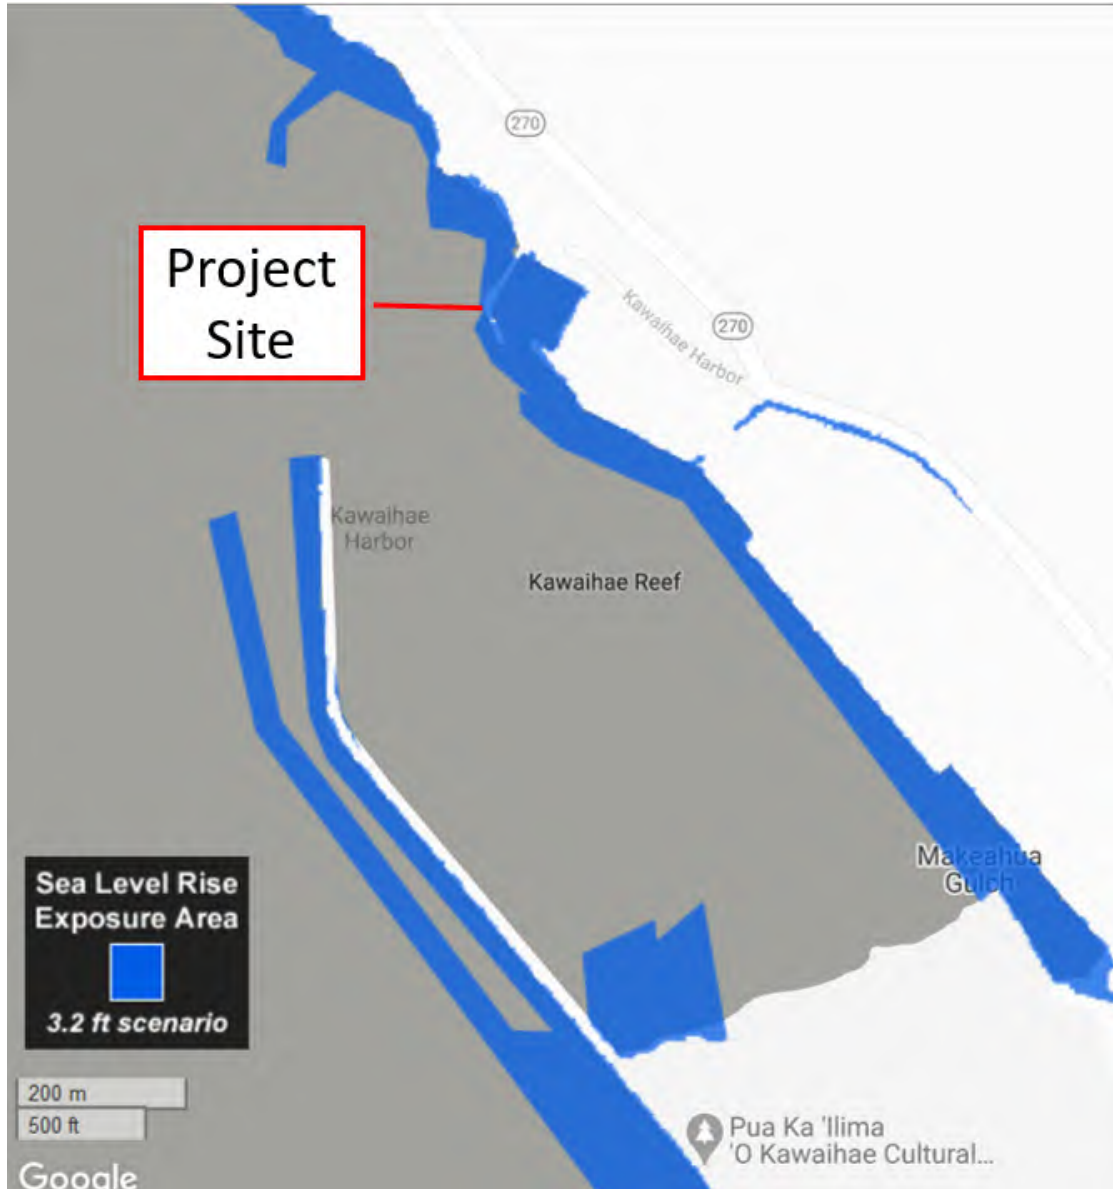 270
Project
Site
Kawaihae Harbor
270
Kawaihae
Harbor
Kawaihae Reef
Makeahua
Gulch
Sea Level Rise
Exposure Area
3.2 ft scenario
200 m
500 ft
Pua Ka 'Ilima
'O Kawaihae Cultural...
Google